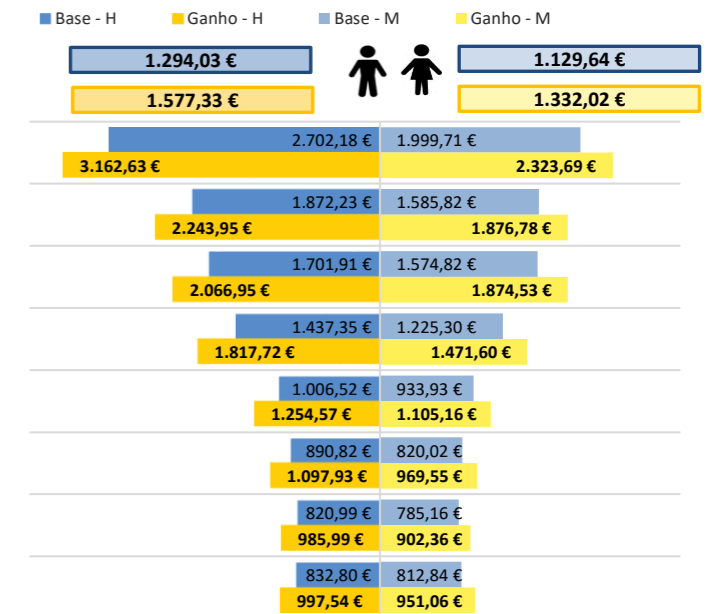 Base - H Ganho - H Base - M Ganho - M
1.294,03 € 1.129,64 €
1.577,33 € 1.332,02 €
2.702,18 € 1.999,71 €
3.162,63 € 2.323,69 €
1.872,23 € 1.585,82 €
2.243,95 € 1.876,78 €
1.701,91 € 1.574,82 €
2.066,95 € 1.874,53 €
1.437,35 € 1.225,30 €
1.817,72 € 1.471,60 €
1.006,52 € 933,93 €
1.254,57 € 1.105,16 €
890,82 € 820,02 €
1.097,93 € 969,55 €
820,99 € 785,16 €
985,99 € 902,36 €
832,80 € 812,84 €
997,54 € 951,06 €